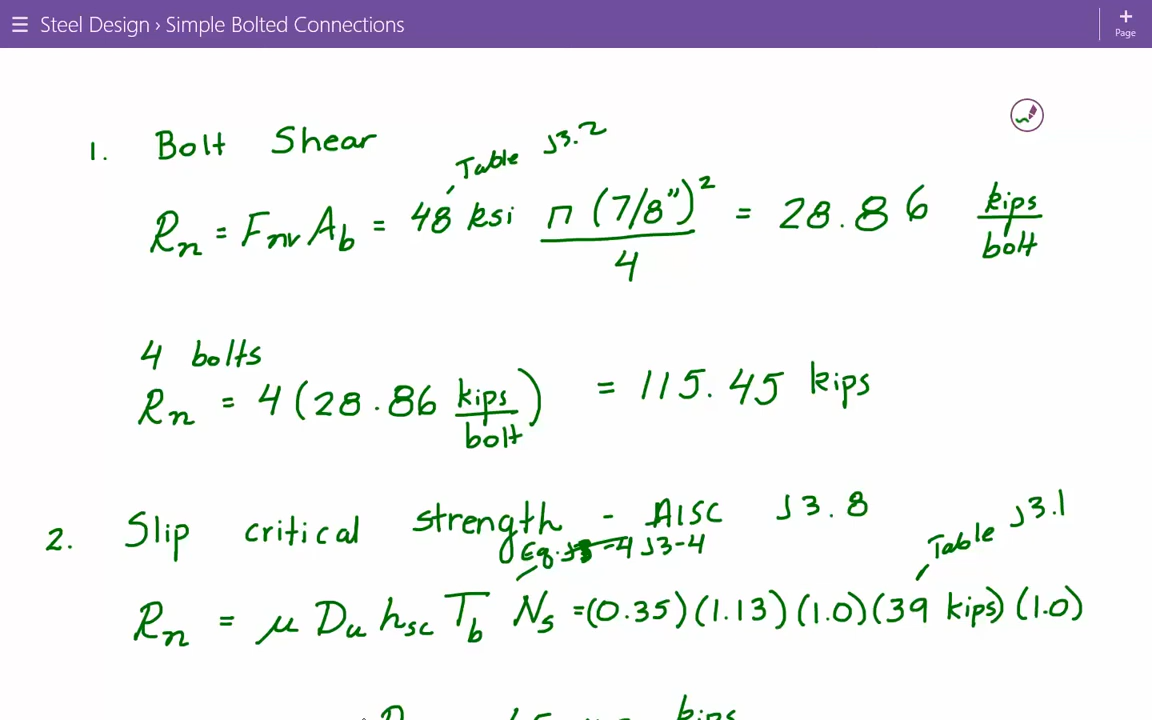 Steel Design › Simple Bolted Connections
Page
1. Bolt Shear
Table J3.2
Rn = Fnv Ab = 48 ksi π (7/8")² / 4 = 28.86 kips/bolt
4 bolts
Rn = 4(28.86 kips/bolt) = 115.45 kips
2. Slip critical strength - AISC J3.8
Eq. J3-4
Table J3.1
Rn = μ Du hsc Tb Ns = (0.35)(1.13)(1.0)(39 kips)(1.0)
kips